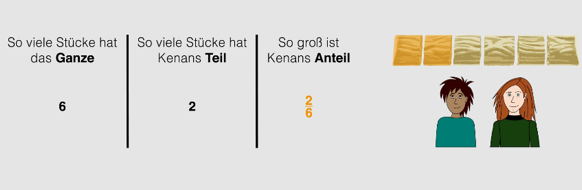 So viele Stücke hat
das Ganze
So viele Stücke hat
Kenans Teil
So groß ist
Kenans Anteil
6
2
2
6